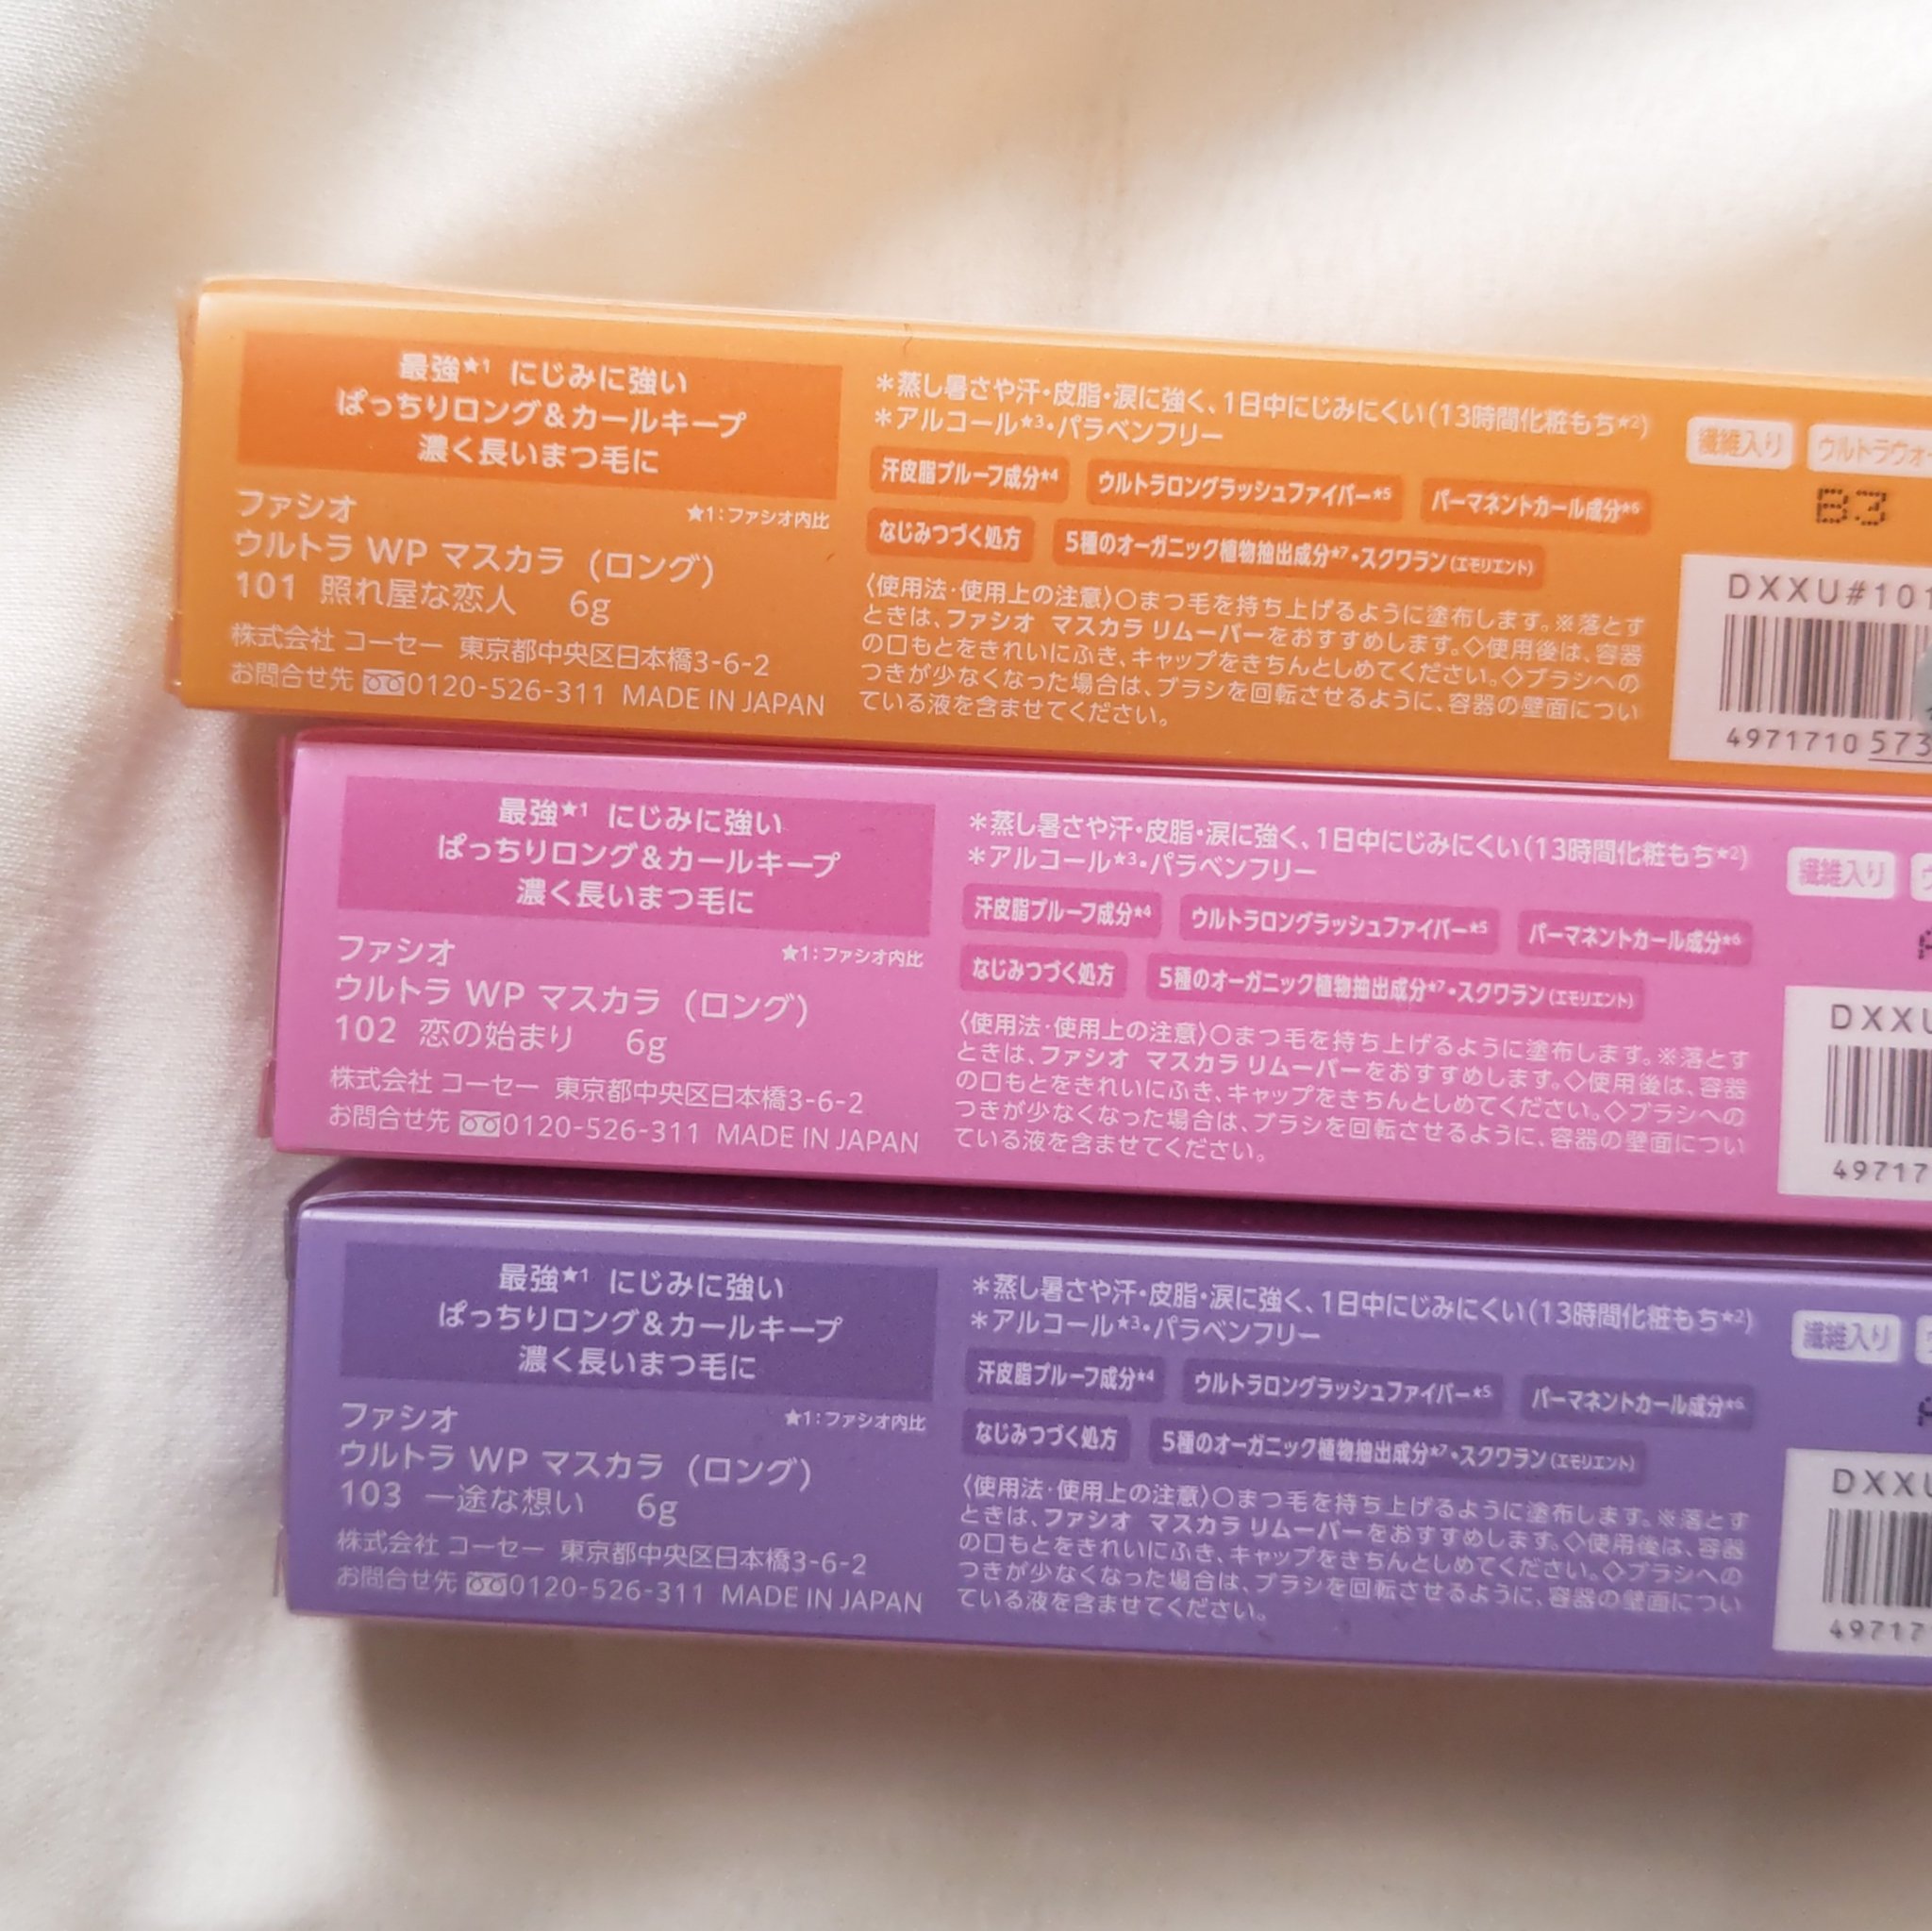 最強★1 にじみに強い
ぱっちりロング&カールキープ
濃く長いまつ毛に
★1:ファシオ内比
ファシオ
ウルトラ WP マスカラ (ロング)
101 照れ屋な恋人 6g
株式会社 コーセー 東京都中央区日本橋3-6-2
お問合せ先 0120-526-311 MADE IN JAPAN
*蒸し暑さや汗・皮脂・涙に強く、1日中にじみにくい(13時間化粧もち★2)
*アルコール★3・パラベンフリー
汗皮脂プルーフ成分★4 ウルトラロングラッシュファイバー★5 パーマネントカール成分★6
なじみつづく処方 5種のオーガニック植物抽出成分★7・スクワラン(エモリエント)
〈使用法・使用上の注意〉○まつ毛を持ち上げるように塗布します。※落とす
ときは、ファシオ マスカラ リムーバーをおすすめします。◇使用後は、容器
の口もとをきれいにふき、キャップをきちんとしめてください。◇ブラシへの
つきが少なくなった場合は、ブラシを回転させるように、容器の壁面につい
ている液を含ませてください。
繊維入り ウルトラウォー
B3
DXXU#101
4971710 573
最強★1 にじみに強い
ぱっちりロング&カールキープ
濃く長いまつ毛に
★1:ファシオ内比
ファシオ
ウルトラ WP マスカラ (ロング)
102 恋の始まり 6g
株式会社 コーセー 東京都中央区日本橋3-6-2
お問合せ先 0120-526-311 MADE IN JAPAN
*蒸し暑さや汗・皮脂・涙に強く、1日中にじみにくい(13時間化粧もち★2)
*アルコール★3・パラベンフリー
汗皮脂プルーフ成分★4 ウルトラロングラッシュファイバー★5 パーマネントカール成分★6
なじみつづく処方 5種のオーガニック植物抽出成分★7・スクワラン(エモリエント)
〈使用法・使用上の注意〉○まつ毛を持ち上げるように塗布します。※落とす
ときは、ファシオ マスカラ リムーバーをおすすめします。◇使用後は、容器
の口もとをきれいにふき、キャップをきちんとしめてください。◇ブラシへの
つきが少なくなった場合は、ブラシを回転させるように、容器の壁面につい
ている液を含ませてください。
繊維入り
DXXU
49717
最強★1 にじみに強い
ぱっちりロング&カールキープ
濃く長いまつ毛に
★1:ファシオ内比
ファシオ
ウルトラ WP マスカラ (ロング)
103 一途な想い 6g
株式会社 コーセー 東京都中央区日本橋3-6-2
お問合せ先 0120-526-311 MADE IN JAPAN
*蒸し暑さや汗・皮脂・涙に強く、1日中にじみにくい(13時間化粧もち★2)
*アルコール★3・パラベンフリー
汗皮脂プルーフ成分★4 ウルトラロングラッシュファイバー★5 パーマネントカール成分★6
なじみつづく処方 5種のオーガニック植物抽出成分★7・スクワラン(エモリエント)
〈使用法・使用上の注意〉○まつ毛を持ち上げるように塗布します。※落とす
ときは、ファシオ マスカラ リムーバーをおすすめします。◇使用後は、容器
の口もとをきれいにふき、キャップをきちんとしめてください。◇ブラシへの
つきが少なくなった場合は、ブラシを回転させるように、容器の壁面につい
ている液を含ませてください。
繊維入り
DXXU
49717